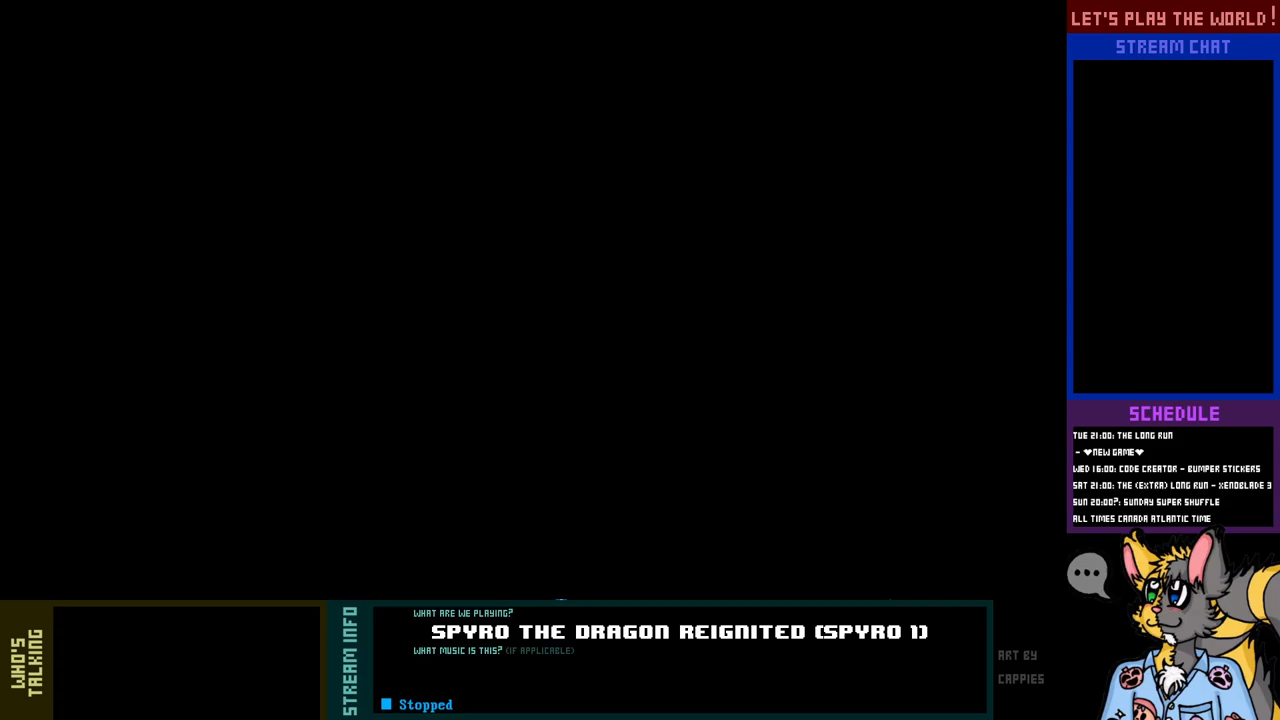 LET'S PLAY THE WORLD!
STREAM CHAT
SCHEDULE
TUE 21:00: THE LONG RUN
- ❤NEW GAME❤
WED 16:00: CODE CREATOR - BUMPER STICKERS
SAT 21:00: THE (EXTRA) LONG RUN - XENOBLADE 3
SUN 20:00?: SUNDAY SUPER SHUFFLE
ALL TIMES CANADA ATLANTIC TIME
WHO'S
TALKING
STREAM INFO
WHAT ARE WE PLAYING?
SPYRO THE DRAGON REIGNITED (SPYRO 1)
WHAT MUSIC IS THIS? (IF APPLICABLE)
Stopped
ART BY
CAPPIES